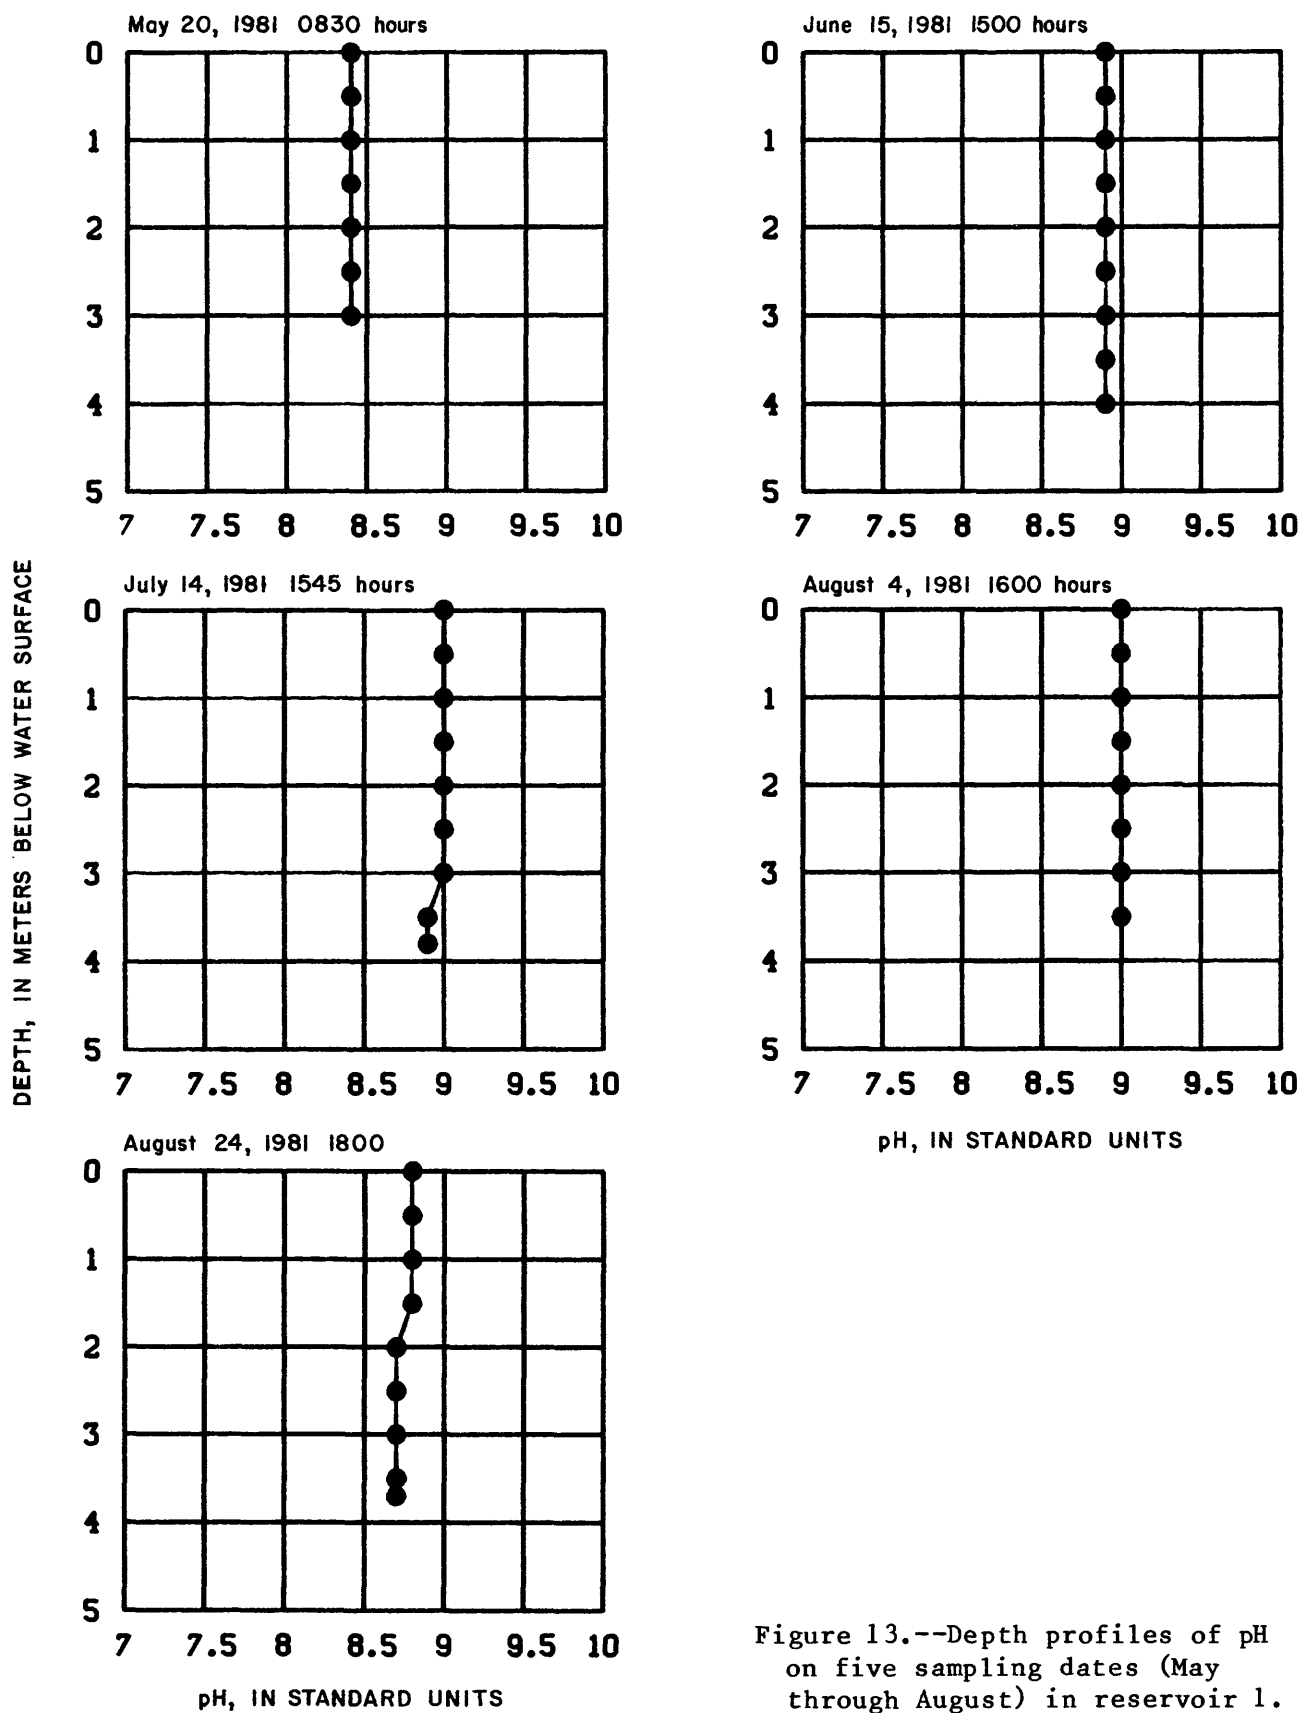 May 20, 1981 0830 hours
0
1
2
3
4
5
7 7.5 8 8.5 9 9.5 10
June 15, 1981 1500 hours
0
1
2
3
4
5
7 7.5 8 8.5 9 9.5 10
DEPTH, IN METERS BELOW WATER SURFACE
July 14, 1981 1545 hours
0
1
2
3
4
5
7 7.5 8 8.5 9 9.5 10
August 4, 1981 1600 hours
0
1
2
3
4
5
7 7.5 8 8.5 9 9.5 10
pH, IN STANDARD UNITS
August 24, 1981 1800
0
1
2
3
4
5
7 7.5 8 8.5 9 9.5 10
pH, IN STANDARD UNITS
Figure 13.--Depth profiles of pH
on five sampling dates (May
through August) in reservoir 1.